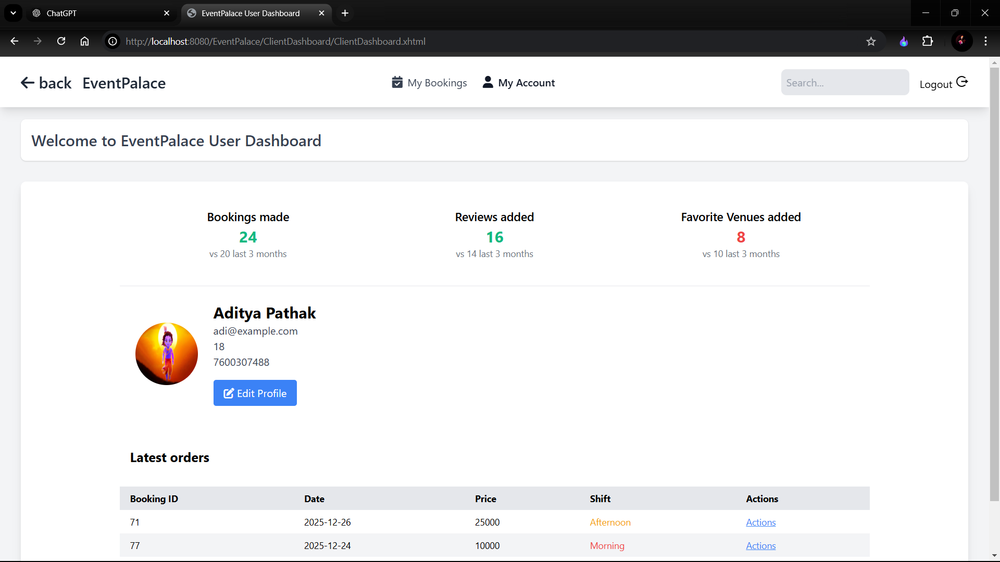 ChatGPT
EventPalace User Dashboard
http://localhost:8080/EventPalace/ClientDashboard/ClientDashboard.xhtml
back EventPalace My Bookings My Account Search... Logout
Welcome to EventPalace User Dashboard
Bookings made
24
vs 20 last 3 months
Reviews added
16
vs 14 last 3 months
Favorite Venues added
8
vs 10 last 3 months
Aditya Pathak
adi@example.com
18
7600307488
Edit Profile
Latest orders
Booking ID Date Price Shift Actions
71 2025-12-26 25000 Afternoon Actions
77 2025-12-24 10000 Morning Actions